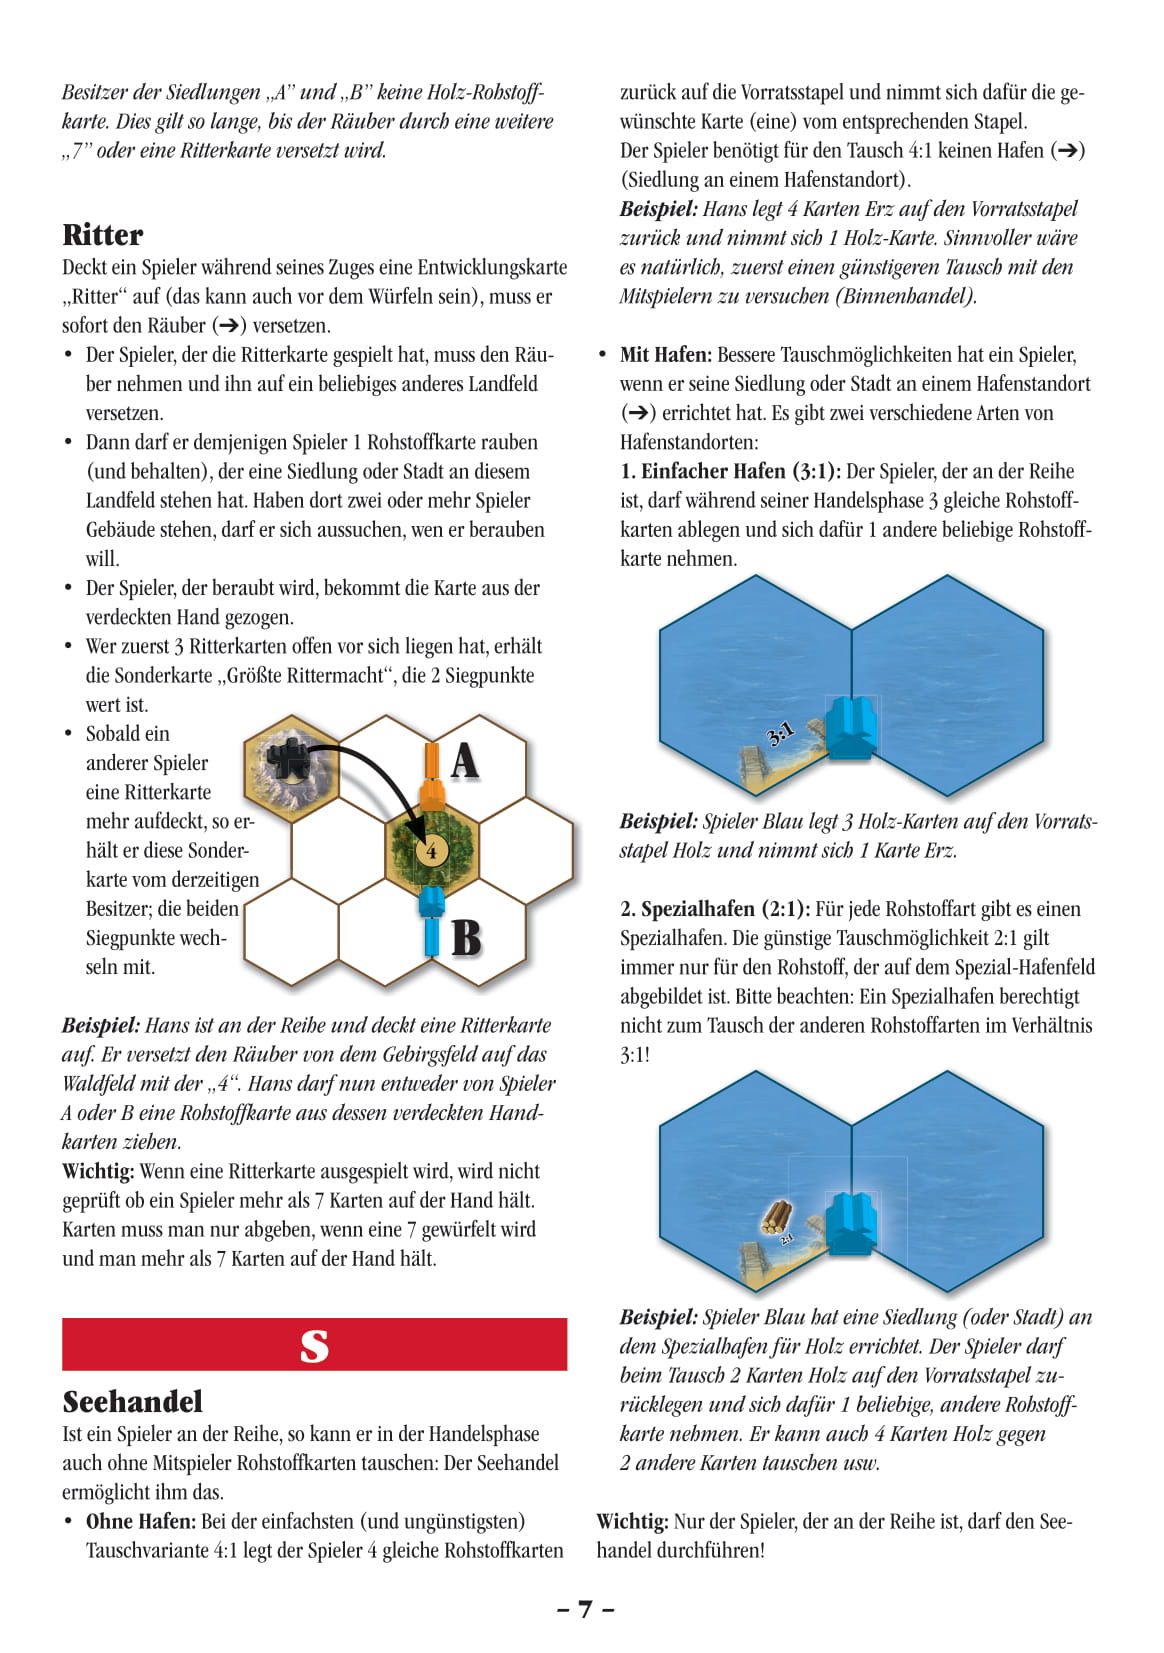 Besitzer der Siedlungen „A” und „B” keine Holz-Rohstoff-
karte. Dies gilt so lange, bis der Räuber durch eine weitere
„7” oder eine Ritterkarte versetzt wird.
Ritter
Deckt ein Spieler während seines Zuges eine Entwicklungskarte
„Ritter“ auf (das kann auch vor dem Würfeln sein), muss er
sofort den Räuber (➔) versetzen.
• Der Spieler, der die Ritterkarte gespielt hat, muss den Räu-
ber nehmen und ihn auf ein beliebiges anderes Landfeld
versetzen.
• Dann darf er demjenigen Spieler 1 Rohstoffkarte rauben
(und behalten), der eine Siedlung oder Stadt an diesem
Landfeld stehen hat. Haben dort zwei oder mehr Spieler
Gebäude stehen, darf er sich aussuchen, wen er berauben
will.
• Der Spieler, der beraubt wird, bekommt die Karte aus der
verdeckten Hand gezogen.
• Wer zuerst 3 Ritterkarten offen vor sich liegen hat, erhält
die Sonderkarte „Größte Rittermacht“, die 2 Siegpunkte
wert ist.
• Sobald ein
anderer Spieler
eine Ritterkarte
mehr aufdeckt, so er-
hält er diese Sonder-
karte vom derzeitigen
Besitzer; die beiden
Siegpunkte wech-
seln mit.
A
4
B
Beispiel: Hans ist an der Reihe und deckt eine Ritterkarte
auf. Er versetzt den Räuber von dem Gebirgsfeld auf das
Waldfeld mit der „4“. Hans darf nun entweder von Spieler
A oder B eine Rohstoffkarte aus dessen verdeckten Hand-
karten ziehen.
Wichtig: Wenn eine Ritterkarte ausgespielt wird, wird nicht
geprüft ob ein Spieler mehr als 7 Karten auf der Hand hält.
Karten muss man nur abgeben, wenn eine 7 gewürfelt wird
und man mehr als 7 Karten auf der Hand hält.
S
Seehandel
Ist ein Spieler an der Reihe, so kann er in der Handelsphase
auch ohne Mitspieler Rohstoffkarten tauschen: Der Seehandel
ermöglicht ihm das.
• Ohne Hafen: Bei der einfachsten (und ungünstigsten)
Tauschvariante 4:1 legt der Spieler 4 gleiche Rohstoffkarten
zurück auf die Vorratsstapel und nimmt sich dafür die ge-
wünschte Karte (eine) vom entsprechenden Stapel.
Der Spieler benötigt für den Tausch 4:1 keinen Hafen (➔)
(Siedlung an einem Hafenstandort).
Beispiel: Hans legt 4 Karten Erz auf den Vorratsstapel
zurück und nimmt sich 1 Holz-Karte. Sinnvoller wäre
es natürlich, zuerst einen günstigeren Tausch mit den
Mitspielern zu versuchen (Binnenhandel).
• Mit Hafen: Bessere Tauschmöglichkeiten hat ein Spieler,
wenn er seine Siedlung oder Stadt an einem Hafenstandort
(➔) errichtet hat. Es gibt zwei verschiedene Arten von
Hafenstandorten:
1. Einfacher Hafen (3:1): Der Spieler, der an der Reihe
ist, darf während seiner Handelsphase 3 gleiche Rohstoff-
karten ablegen und sich dafür 1 andere beliebige Rohstoff-
karte nehmen.
3:1
Beispiel: Spieler Blau legt 3 Holz-Karten auf den Vorrats-
stapel Holz und nimmt sich 1 Karte Erz.
2. Spezialhafen (2:1): Für jede Rohstoffart gibt es einen
Spezialhafen. Die günstige Tauschmöglichkeit 2:1 gilt
immer nur für den Rohstoff, der auf dem Spezial-Hafenfeld
abgebildet ist. Bitte beachten: Ein Spezialhafen berechtigt
nicht zum Tausch der anderen Rohstoffarten im Verhältnis
3:1!
2:1
Beispiel: Spieler Blau hat eine Siedlung (oder Stadt) an
dem Spezialhafen für Holz errichtet. Der Spieler darf
beim Tausch 2 Karten Holz auf den Vorratsstapel zu-
rücklegen und sich dafür 1 beliebige, andere Rohstoff-
karte nehmen. Er kann auch 4 Karten Holz gegen
2 andere Karten tauschen usw.
Wichtig: Nur der Spieler, der an der Reihe ist, darf den See-
handel durchführen!
– 7 –